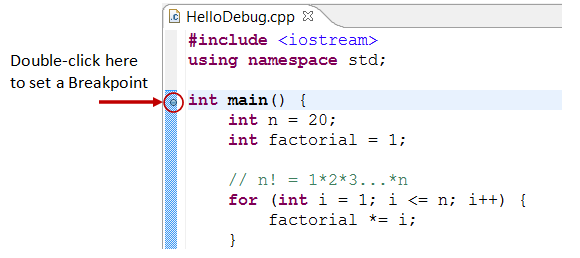 HelloDebug.cpp
Double-click here
to set a Breakpoint
#include <iostream>
using namespace std;
int main() {
    int n = 20;
    int factorial = 1;
    // n! = 1*2*3...*n
    for (int i = 1; i <= n; i++) {
        factorial *= i;
    }